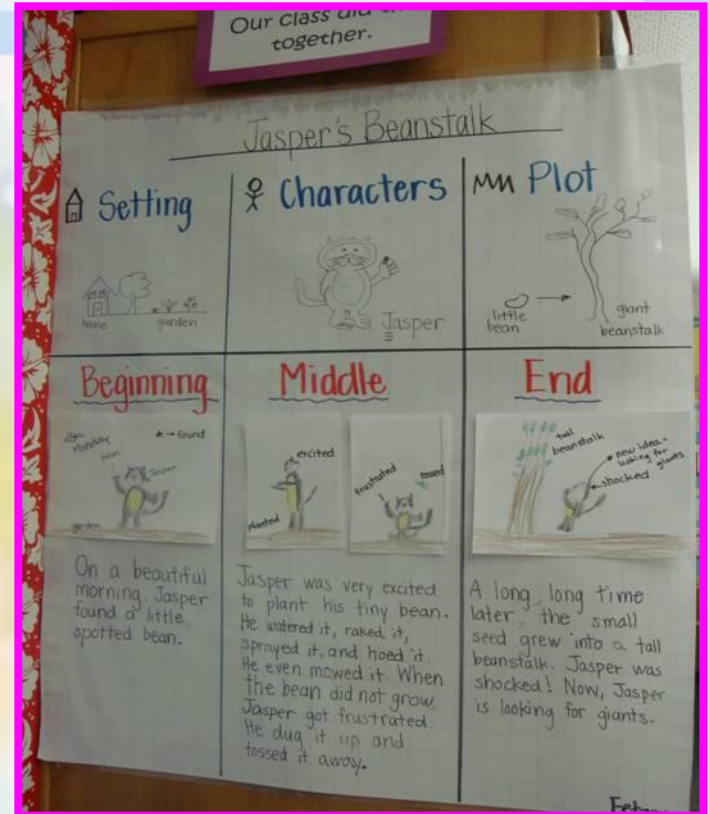 Our class did
together.
Jasper's Beanstalk
Setting
Characters
Plot
garden
Jasper
little
bean
giant
beanstalk
Beginning
Middle
End
Monday
bean
Jasper
found
garden
excited
planted
frustrated
tossed
tall
beanstalk
new idea-
looking for
giants
shocked
On a beautiful
morning, Jasper
found a little
spotted bean.
Jasper was very excited
to plant his tiny bean.
He watered it, raked it,
sprayed it, and hoed it.
He even mowed it. When
the bean did not grow,
Jasper got frustrated.
He dug it up and
tossed it away.
A long, long time
later, the small
seed grew into a tall
beanstalk. Jasper was
shocked! Now, Jasper
is looking for giants.